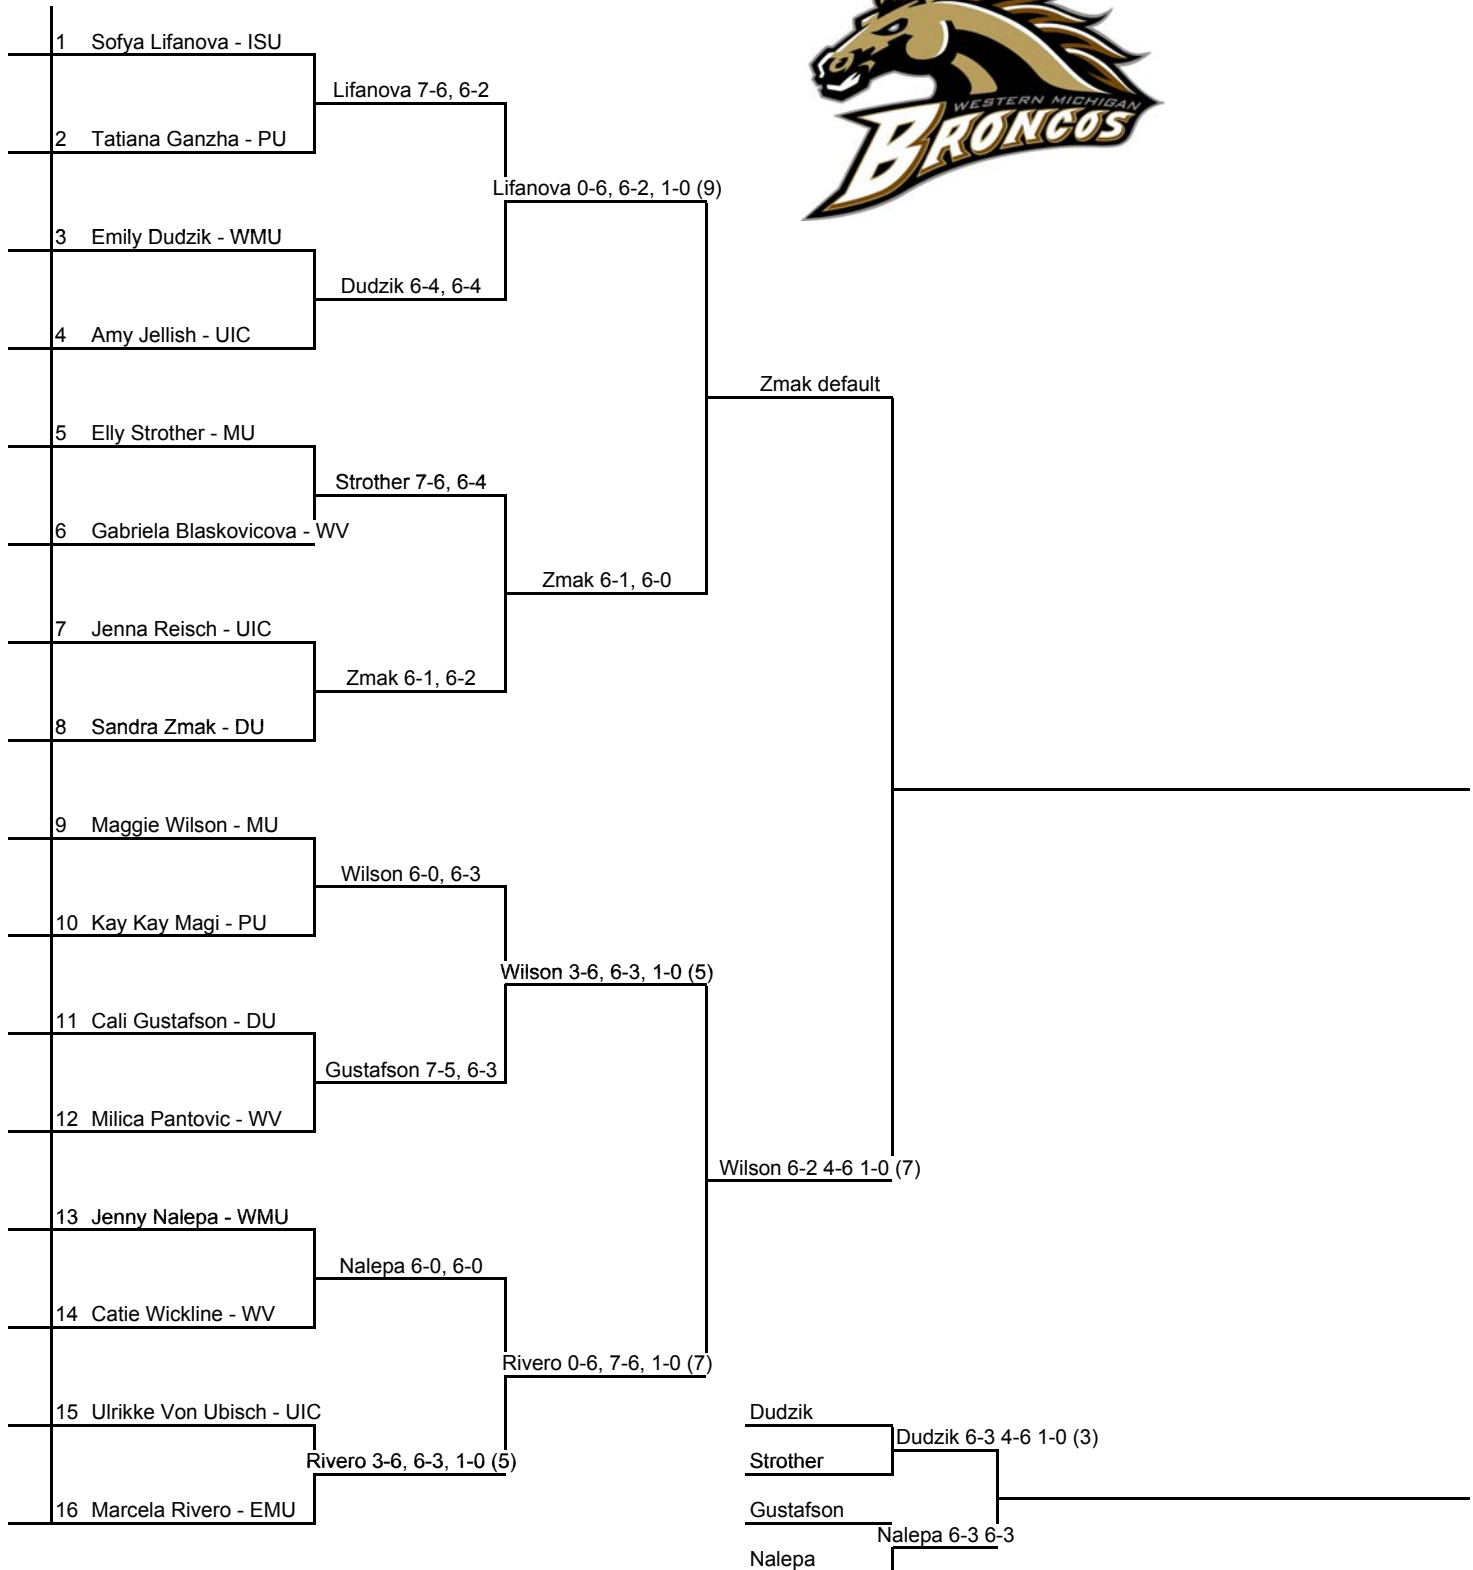 1 Sofya Lifanova - ISU
Lifanova 7-6, 6-2
2 Tatiana Ganzha - PU
WESTERN MICHIGAN
BRONCOS
Lifanova 0-6, 6-2, 1-0 (9)
3 Emily Dudzik - WMU
Dudzik 6-4, 6-4
4 Amy Jellish - UIC
Zmak default
5 Elly Strother - MU
Strother 7-6, 6-4
6 Gabriela Blaskovicova - WV
Zmak 6-1, 6-0
7 Jenna Reisch - UIC
Zmak 6-1, 6-2
8 Sandra Zmak - DU
9 Maggie Wilson - MU
Wilson 6-0, 6-3
10 Kay Kay Magi - PU
Wilson 3-6, 6-3, 1-0 (5)
11 Cali Gustafson - DU
Gustafson 7-5, 6-3
12 Milica Pantovic - WV
Wilson 6-2 4-6 1-0 (7)
13 Jenny Nalepa - WMU
Nalepa 6-0, 6-0
14 Catie Wickline - WV
Rivero 0-6, 7-6, 1-0 (7)
15 Ulrikke Von Ubisch - UIC
Rivero 3-6, 6-3, 1-0 (5)
16 Marcela Rivero - EMU
Dudzik
Dudzik 6-3 4-6 1-0 (3)
Strother
Gustafson
Nalepa 6-3 6-3
Nalepa